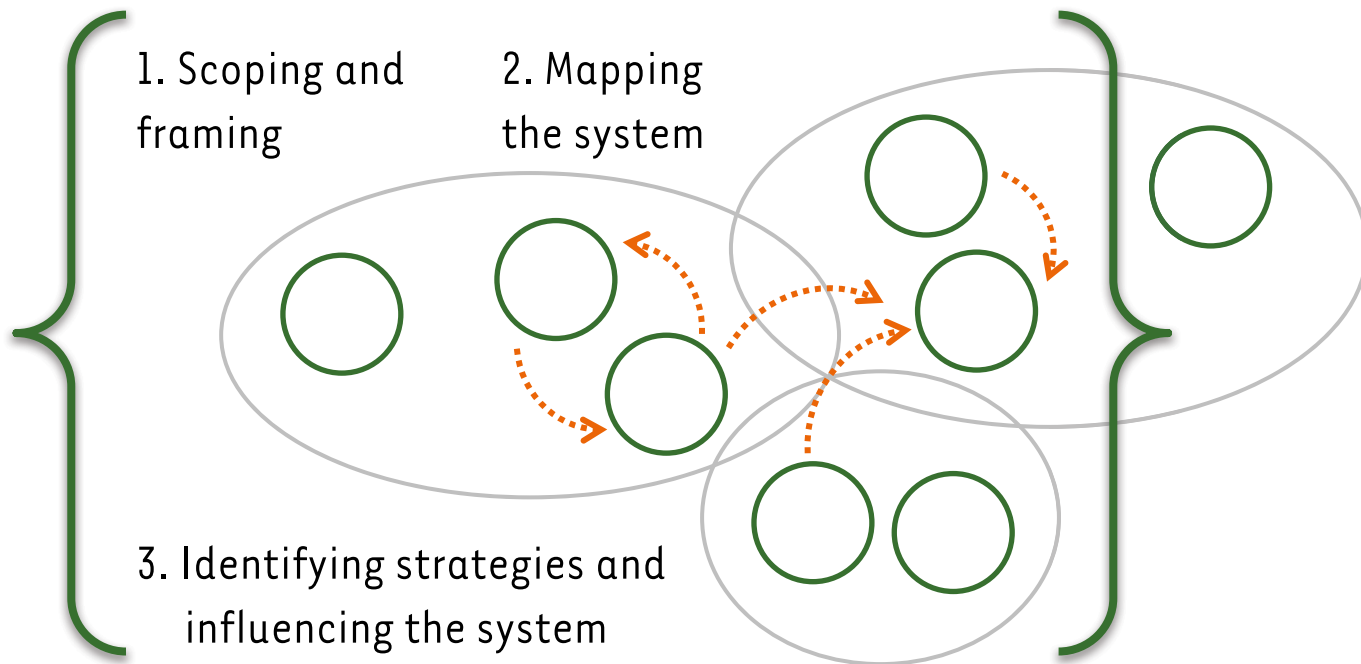 1. Scoping and
framing
2. Mapping
the system
3. Identifying strategies and
influencing the system